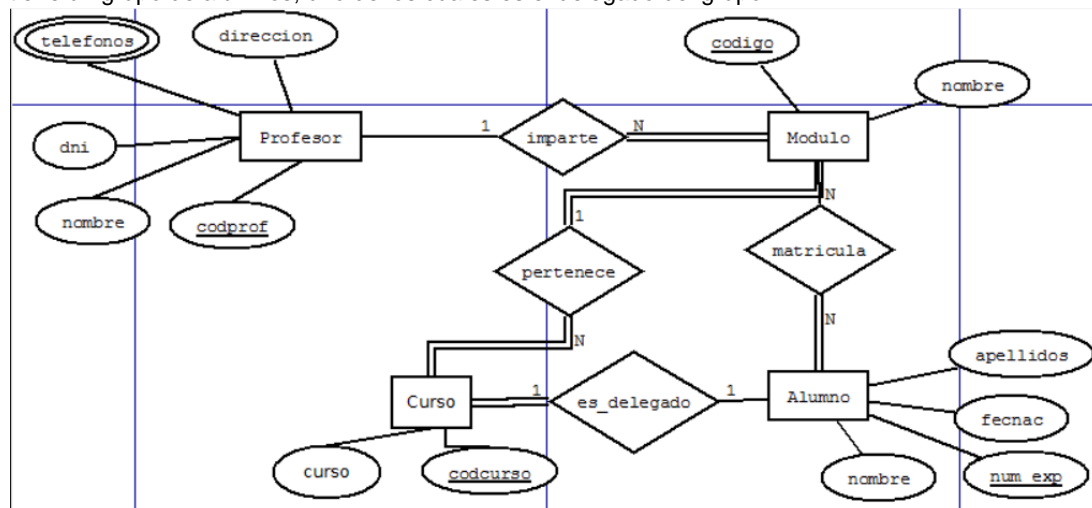 telefonos
direccion
codigo
nombre
dni
Profesor
1
imparte
N
Modulo
nombre
codprof
1
N
pertenece
matricula
N
N
apellidos
Curso
1
es_delegado
1
Alumno
fecnac
curso
codcurso
nombre
num_exp